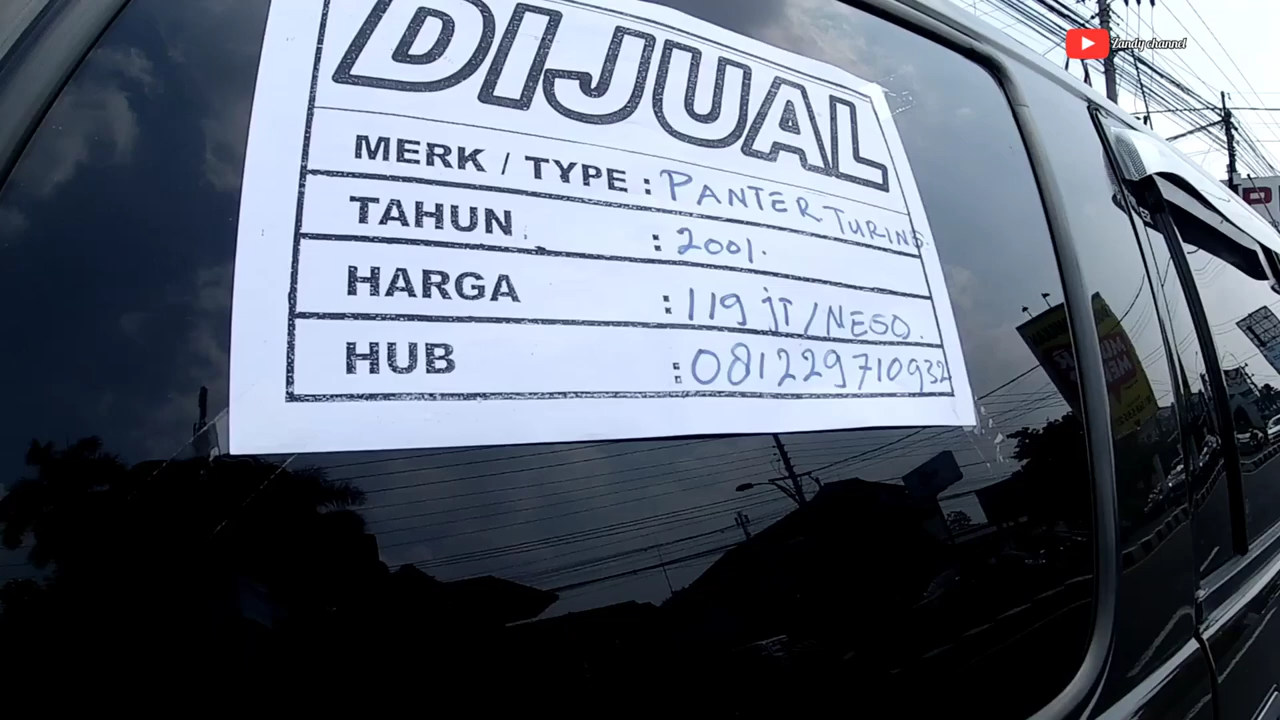 Zandy channel
DIJUAL
MERK / TYPE : PANTER TURING
TAHUN : 2001.
HARGA : 119 jT / NEGO.
HUB : 081229710932